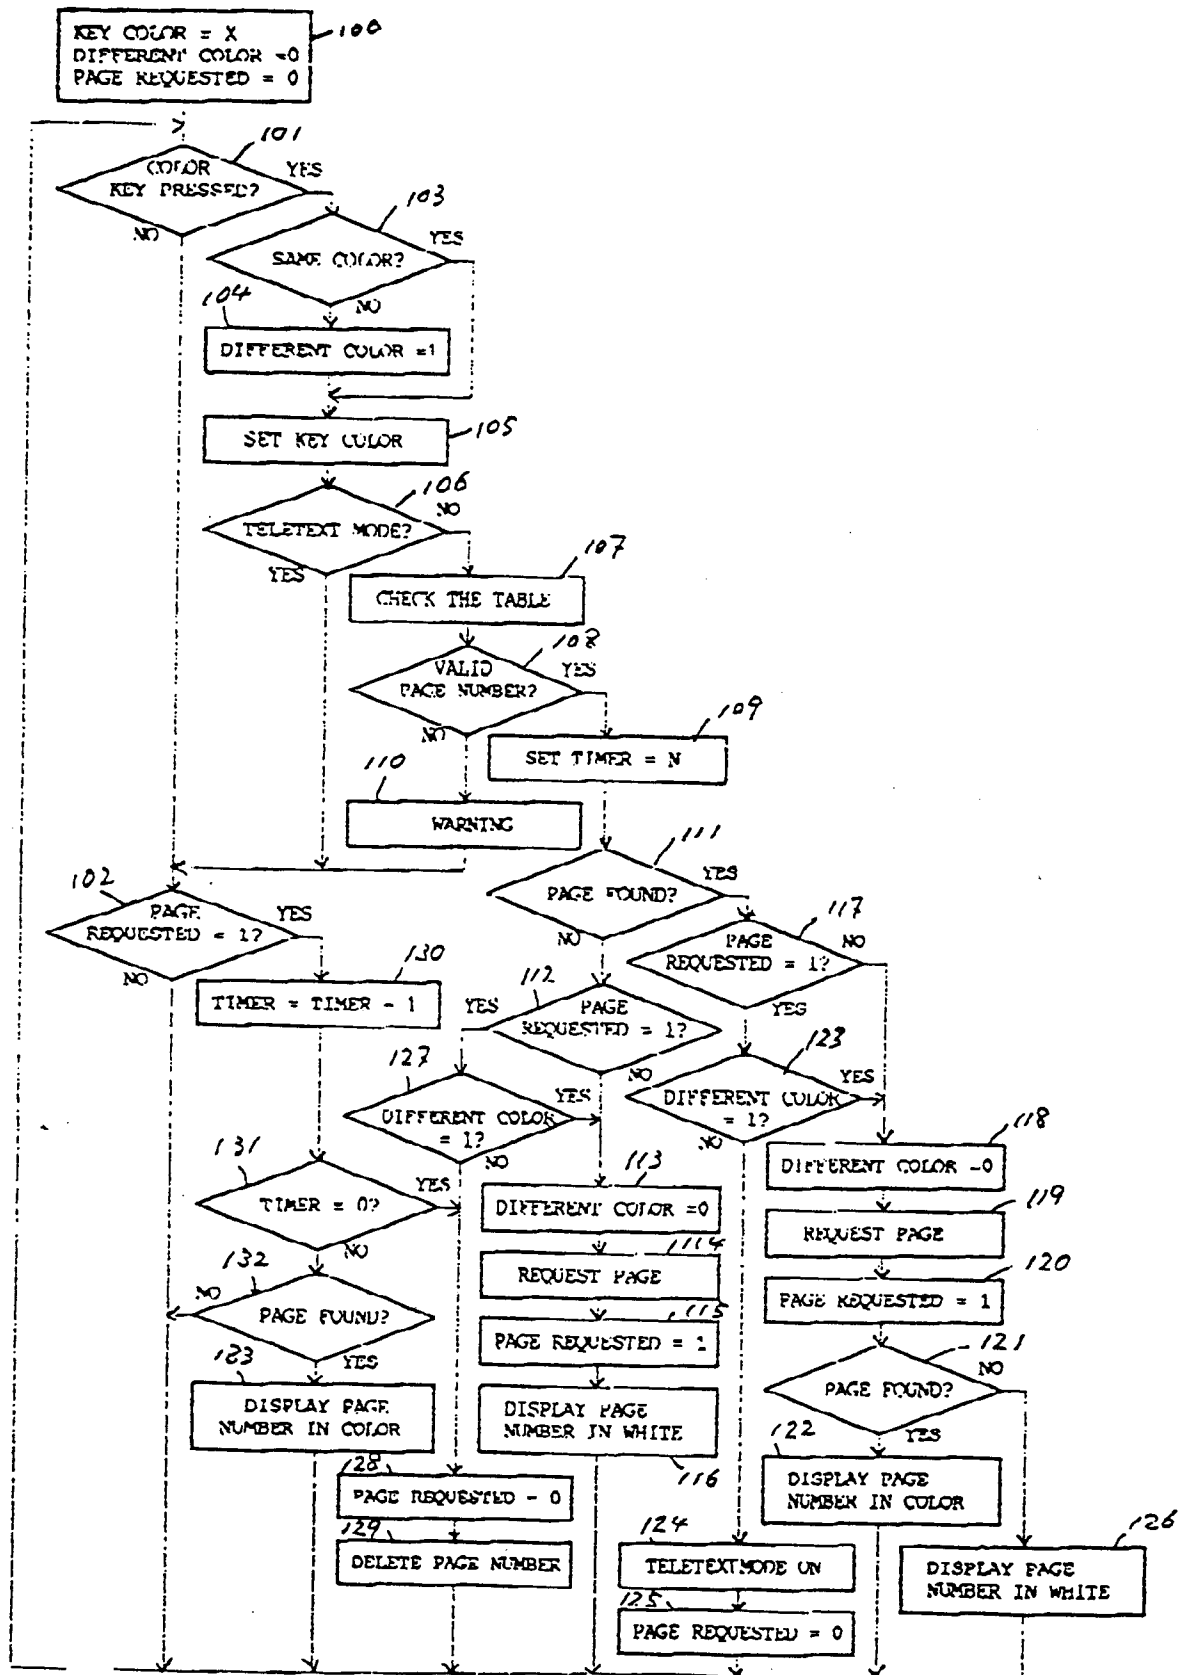 KEY COLOR = X
DIFFERENT COLOR =0
PAGE REQUESTED = 0
100
101
COLOR
KEY PRESSED?
YES
NO
103
SAME COLOR?
YES
NO
104
DIFFERENT COLOR =1
SET KEY COLOR
105
106
TELETEXT MODE?
NO
YES
107
CHECK THE TABLE
108
VALID
PAGE NUMBER?
YES
NO
109
SET TIMER = N
110
WARNING
111
PAGE FOUND?
YES
NO
102
PAGE
REQUESTED = 1?
YES
NO
117
PAGE
REQUESTED = 1?
NO
YES
130
TIMER = TIMER - 1
112
PAGE
REQUESTED = 1?
YES
NO
123
DIFFERENT COLOR
= 1?
YES
NO
127
DIFFERENT COLOR
= 1?
YES
NO
118
DIFFERENT COLOR -0
131
TIMER = 0?
YES
NO
113
DIFFERENT COLOR =0
119
REQUEST PAGE
114
REQUEST PAGE
120
PAGE REQUESTED = 1
132
PAGE FOUND?
NO
YES
115
PAGE REQUESTED = 1
121
PAGE FOUND?
NO
YES
133
DISPLAY PAGE
NUMBER IN COLOR
DISPLAY PAGE
NUMBER IN WHITE
116
122
DISPLAY PAGE
NUMBER IN COLOR
128
PAGE REQUESTED - 0
129
DELETE PAGE NUMBER
124
TELETEXTMODE ON
125
PAGE REQUESTED = 0
126
DISPLAY PAGE
NUMBER IN WHITE